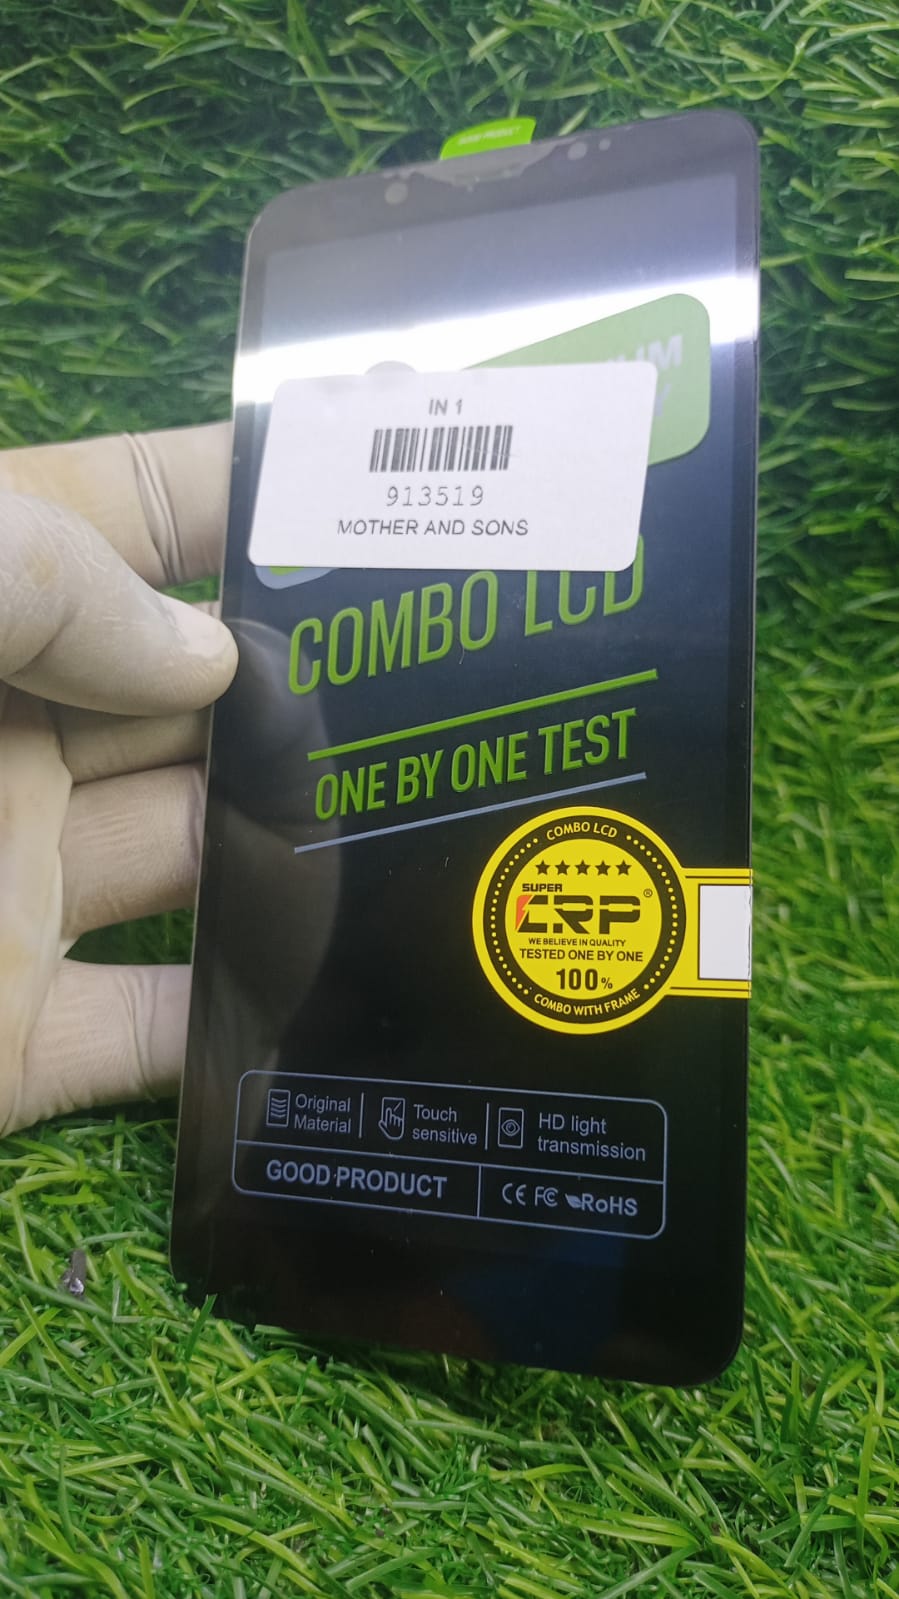 GOOD PRODUCT
IN 1
913519
MOTHER AND SONS
COMBO LCD
ONE BY ONE TEST
COMBO LCD
SUPER
CRP®
WE BELIEVE IN QUALITY
TESTED ONE BY ONE
100%
COMBO WITH FRAME
Original Material
Touch sensitive
HD light transmission
GOOD PRODUCT
CE FC RoHS